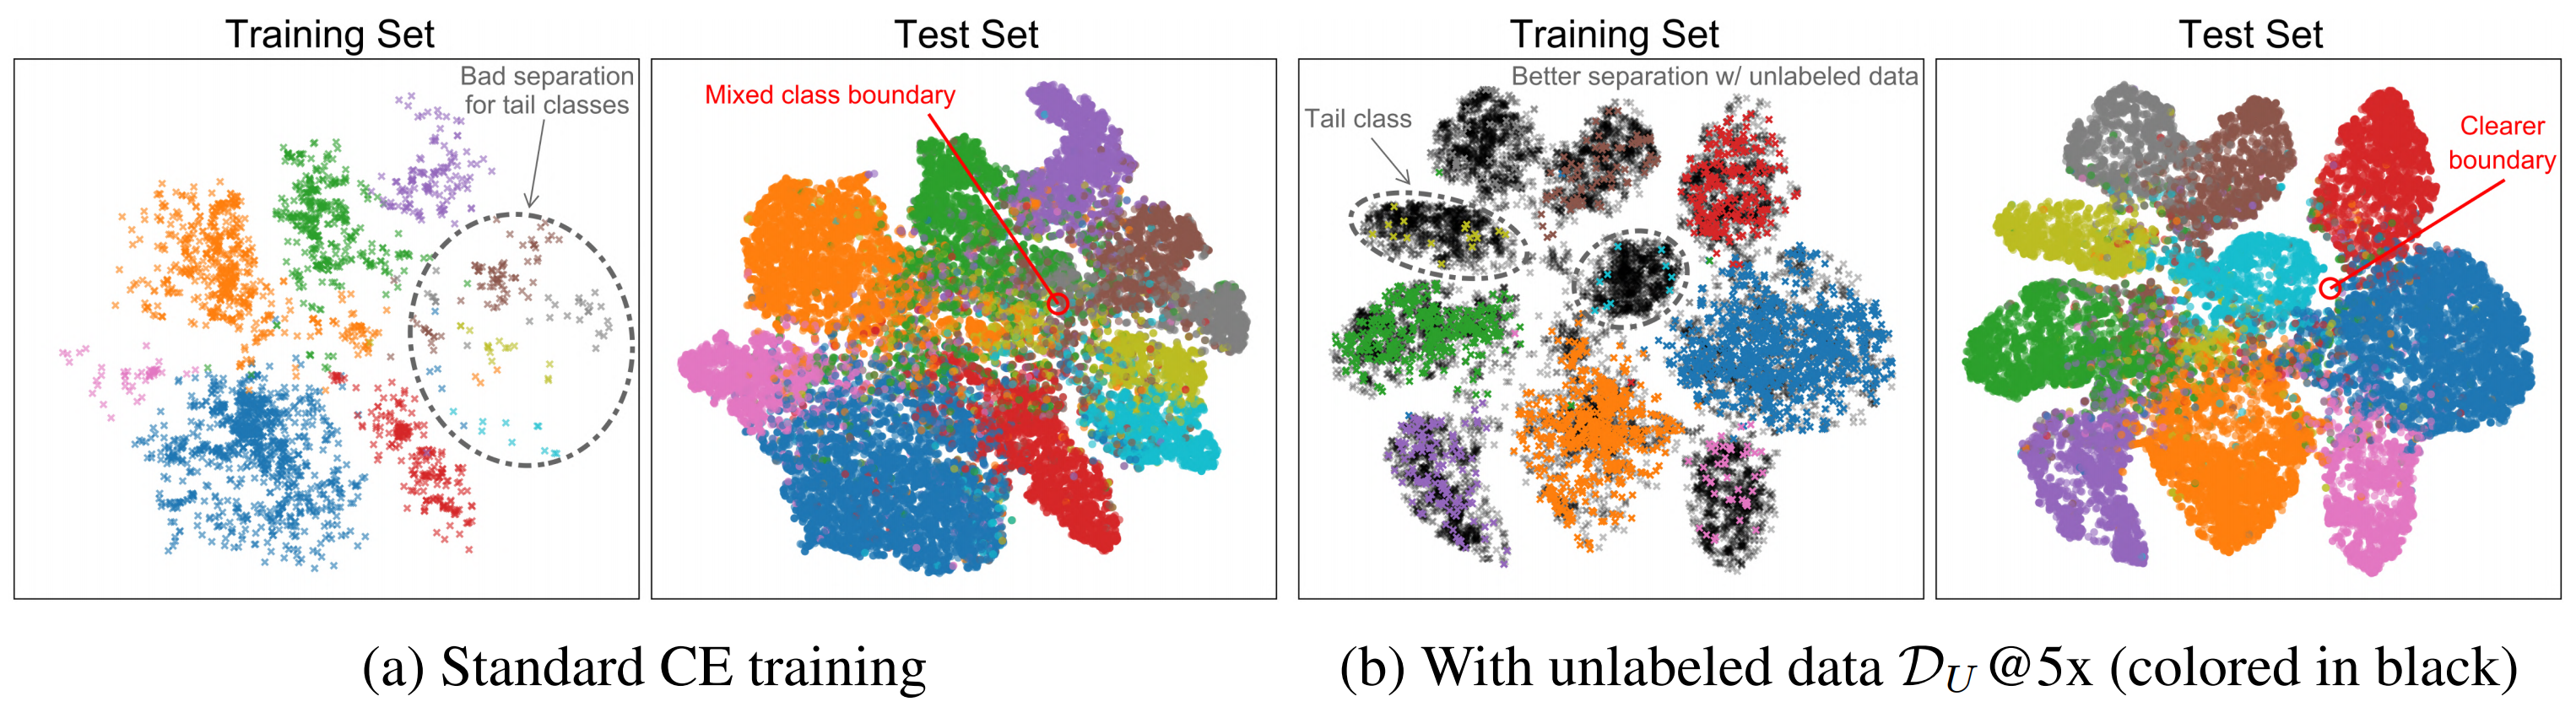 Training Set
Bad separation
for tail classes
Test Set
Mixed class boundary
(a) Standard CE training
Training Set
Better separation w/ unlabeled data
Tail class
Test Set
Clearer
boundary
(b) With unlabeled data 𝒟_U@5x (colored in black)